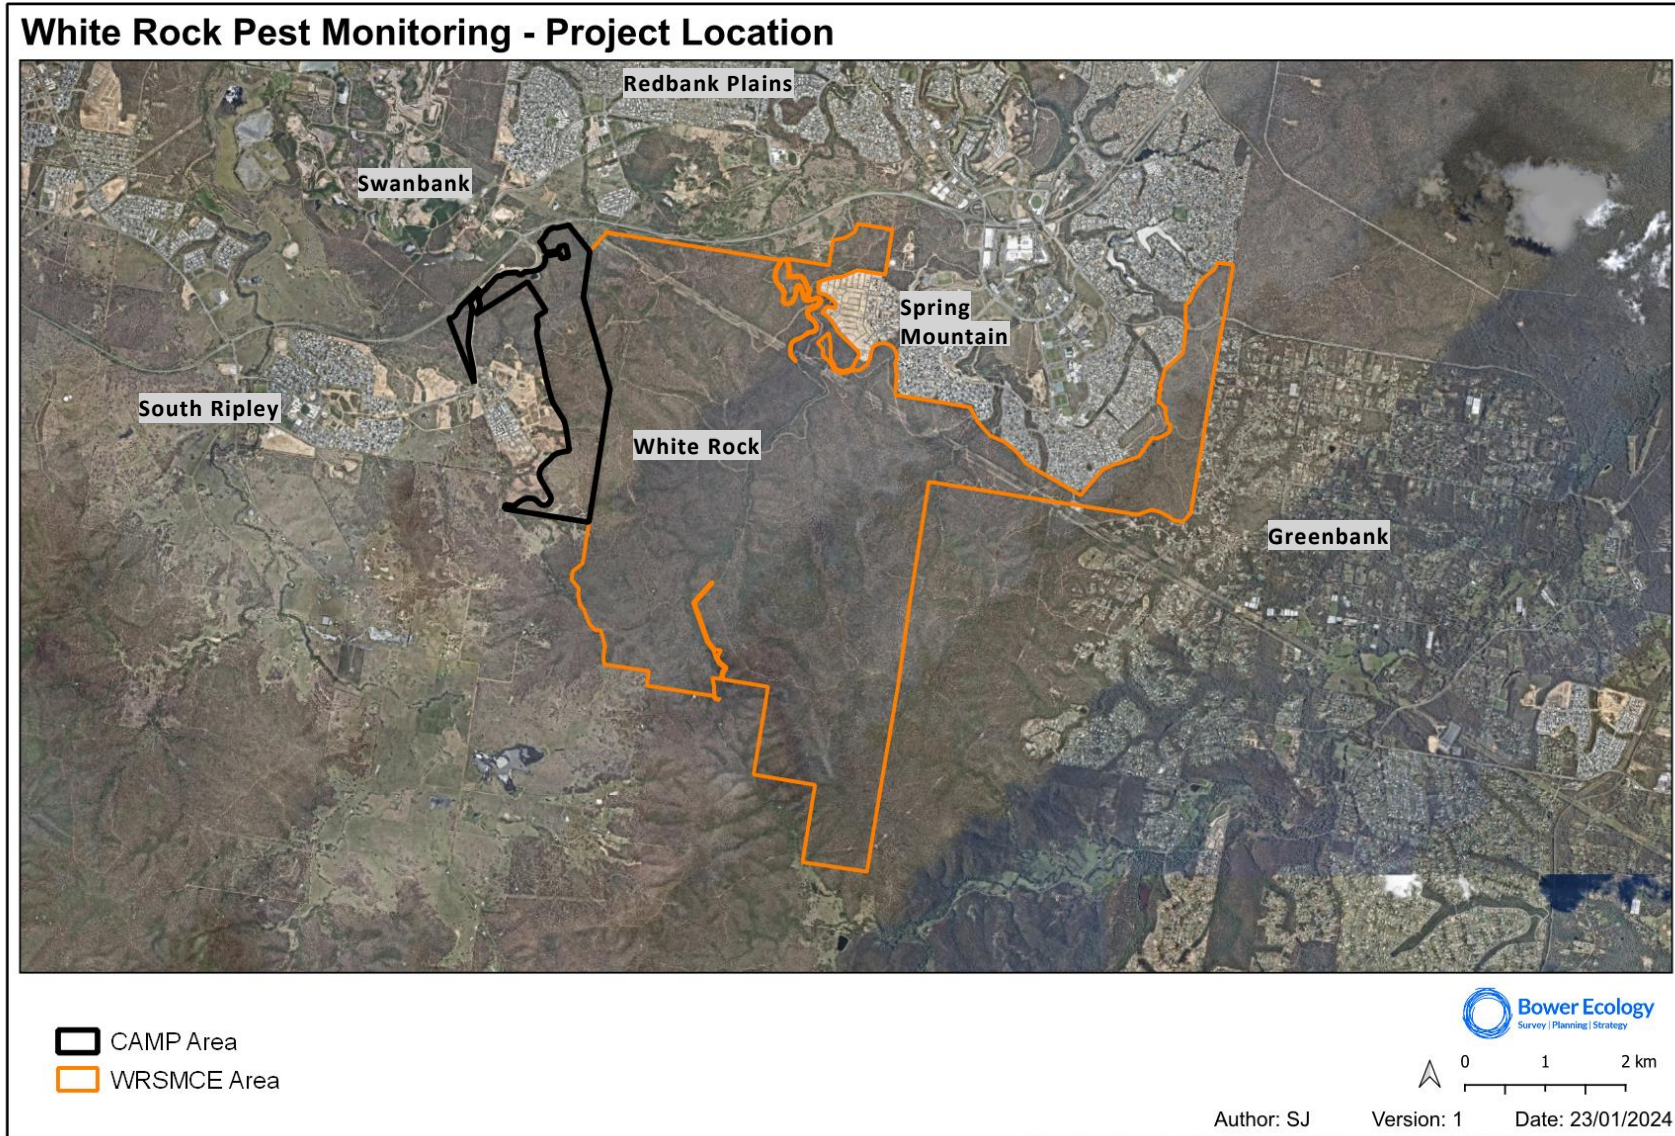 White Rock Pest Monitoring - Project Location
Redbank Plains
Swanbank
Spring
Mountain
South Ripley
White Rock
Greenbank
CAMP Area
WRSMCE Area
Bower Ecology
Survey | Planning | Strategy
0 1 2 km
Author: SJ Version: 1 Date: 23/01/2024